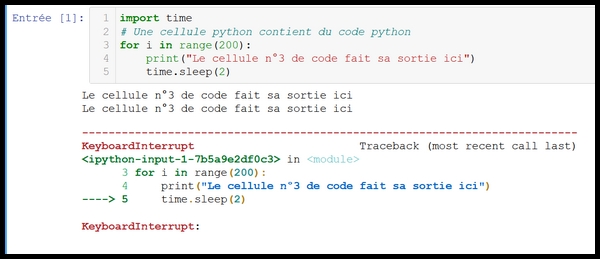 Entrée [1]:
1 import time
2 # Une cellule python contient du code python
3 for i in range(200):
4     print("Le cellule n°3 de code fait sa sortie ici")
5     time.sleep(2)
Le cellule n°3 de code fait sa sortie ici
Le cellule n°3 de code fait sa sortie ici
---------------------------------------------------------------------------
KeyboardInterrupt                         Traceback (most recent call last)
<ipython-input-1-7b5a9e2df0c3> in <module>
      3 for i in range(200):
      4     print("Le cellule n°3 de code fait sa sortie ici")
----> 5     time.sleep(2)
KeyboardInterrupt: